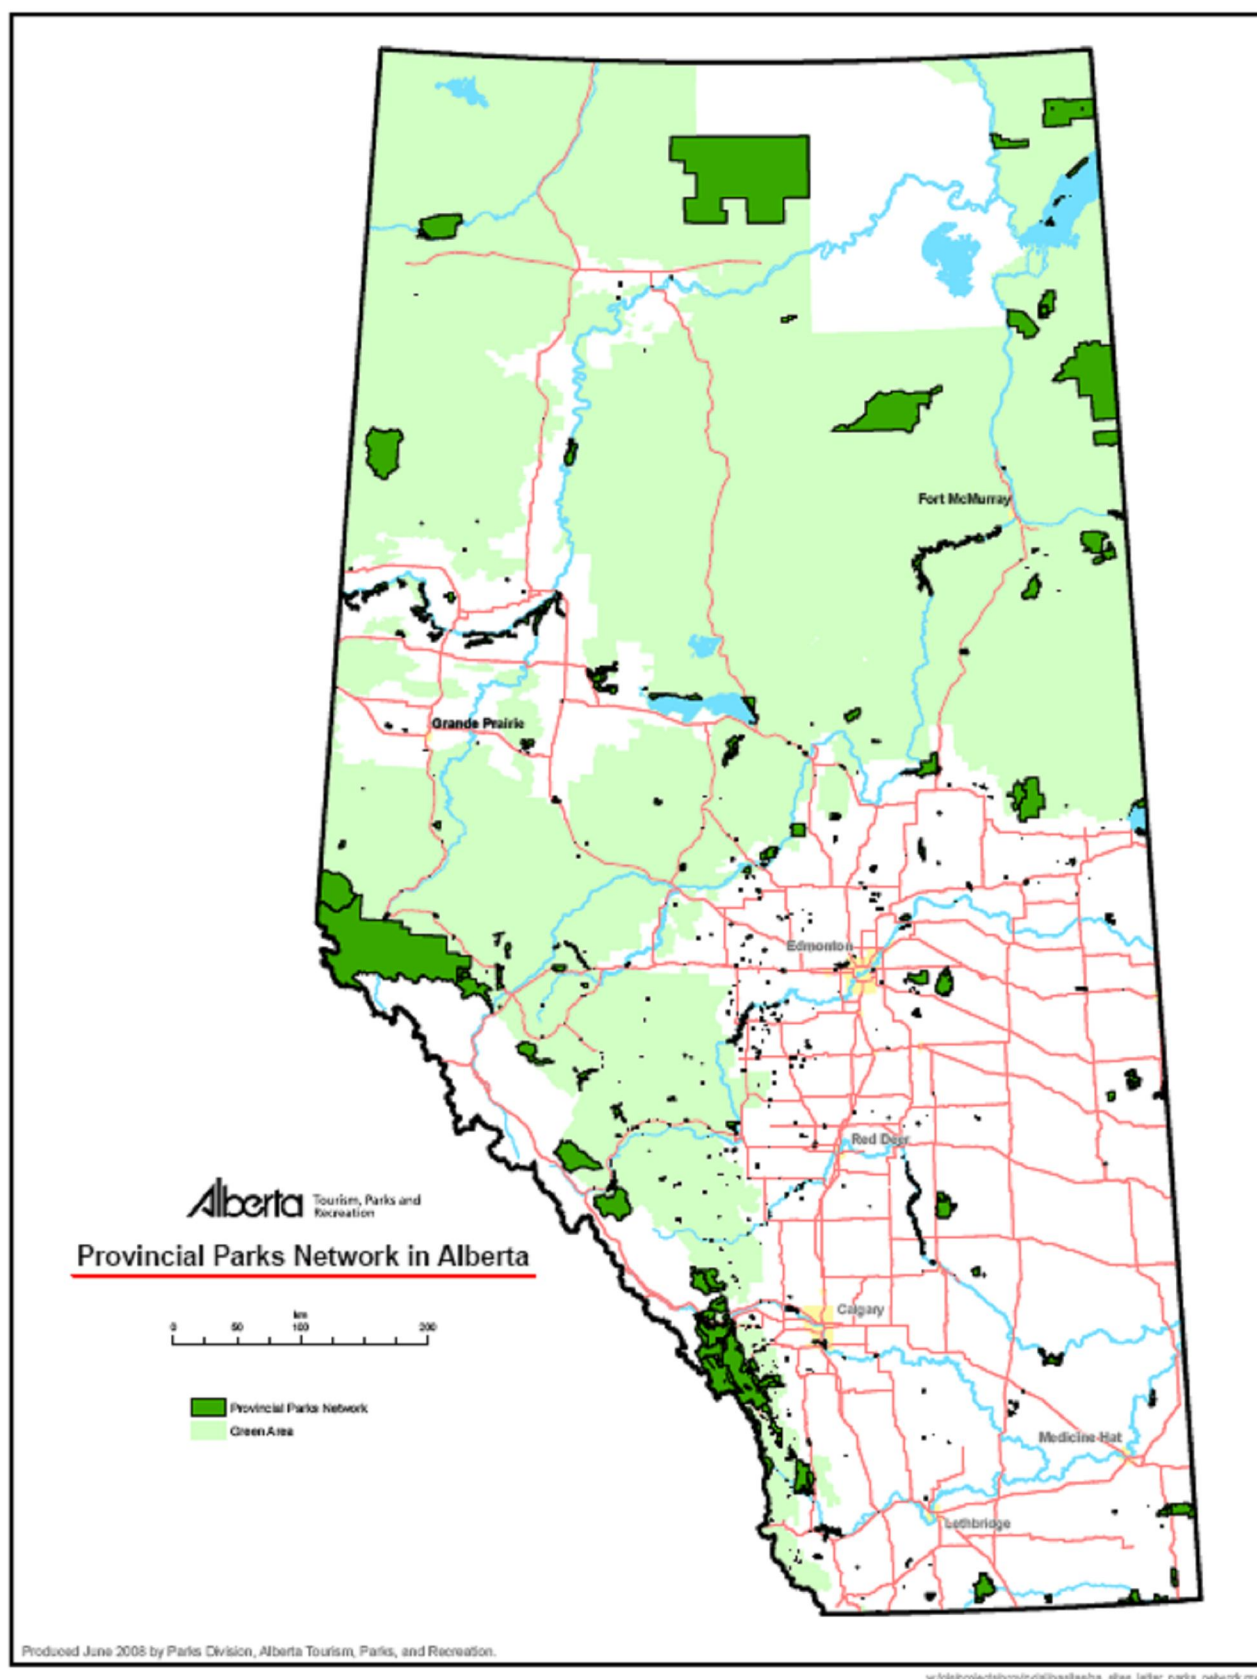 Fort McMurray
Grande Prairie
Edmonton
Red Deer
Alberta Tourism, Parks and
Recreation
Provincial Parks Network in Alberta
km
0 50 100 200
Calgary
Provincial Parks Network
Green Area
Medicine Hat
Lethbridge
Produced June 2008 by Parks Division, Alberta Tourism, Parks, and Recreation.